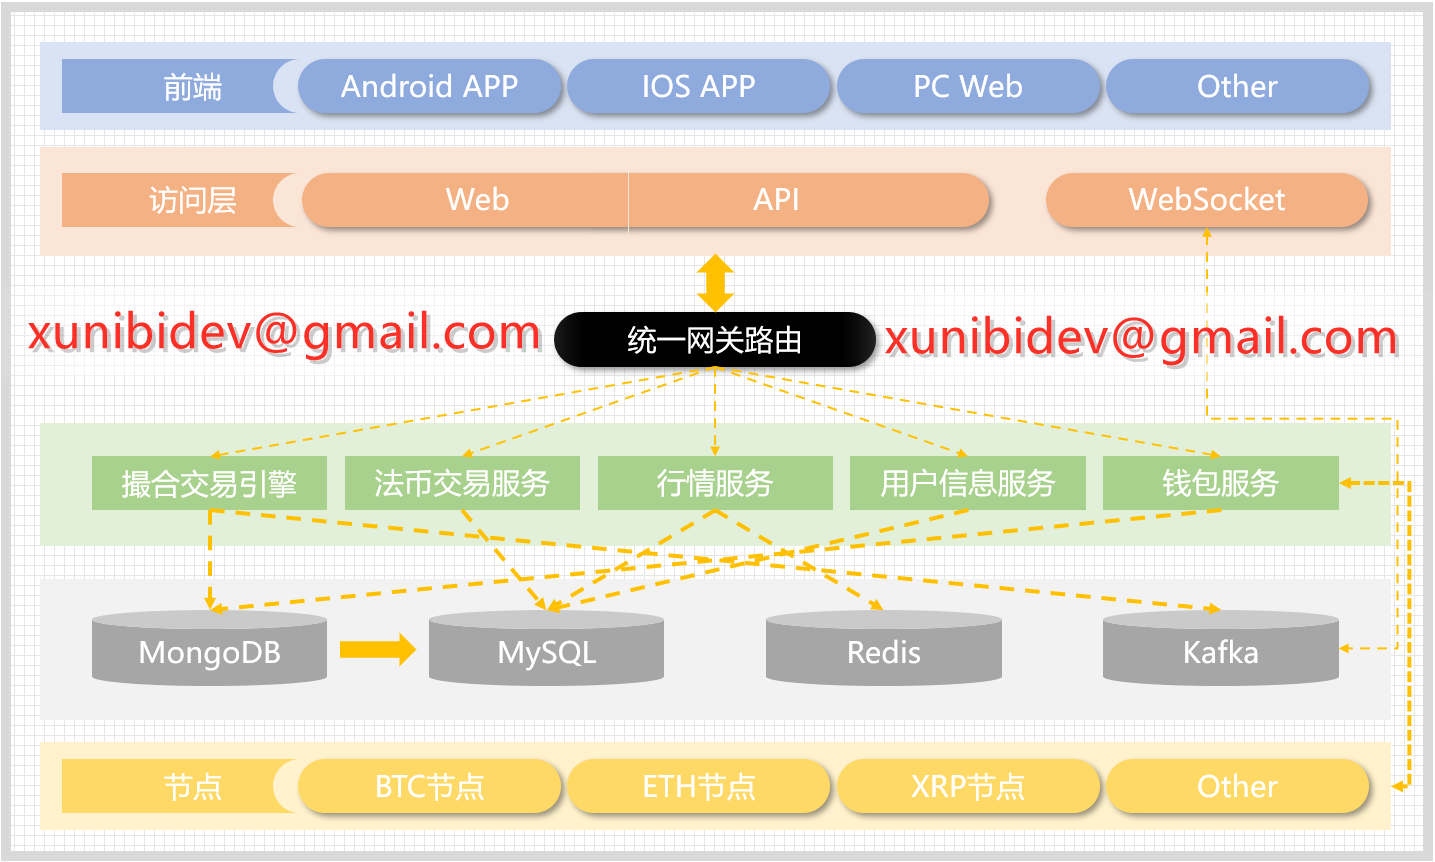 前端 Android APP IOS APP PC Web Other
访问层 Web API WebSocket
xunibidev@gmail.com 统一网关路由 xunibidev@gmail.com
撮合交易引擎 法币交易服务 行情服务 用户信息服务 钱包服务
MongoDB MySQL Redis Kafka
节点 BTC节点 ETH节点 XRP节点 Other